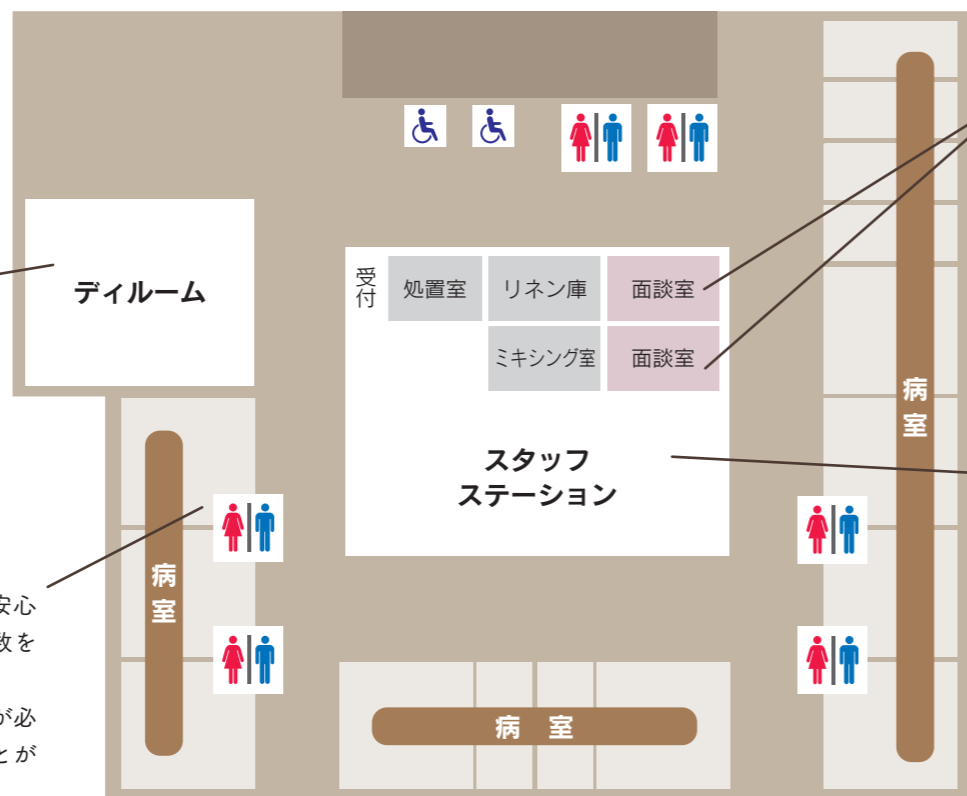 ディルーム
受付
処置室
リネン庫
面談室
ミキシング室
面談室
スタッフ
ステーション
病室
病室
病 室
安心
数を
が必
とが